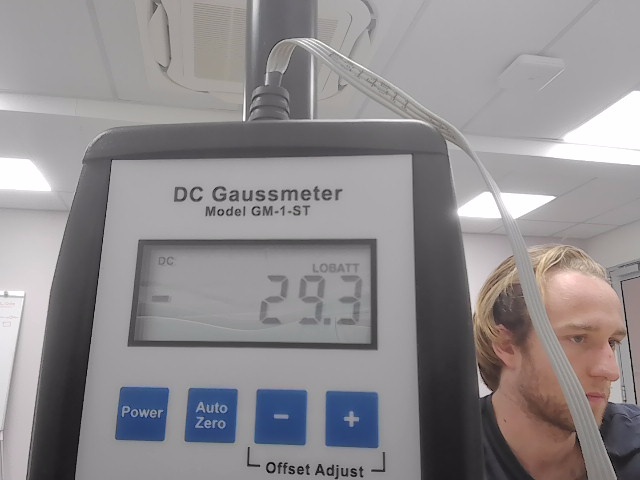 DC Gaussmeter
Model GM-1-ST
DC
LOBATT
- 29.3
Power
Auto
Zero
-
+
Offset Adjust